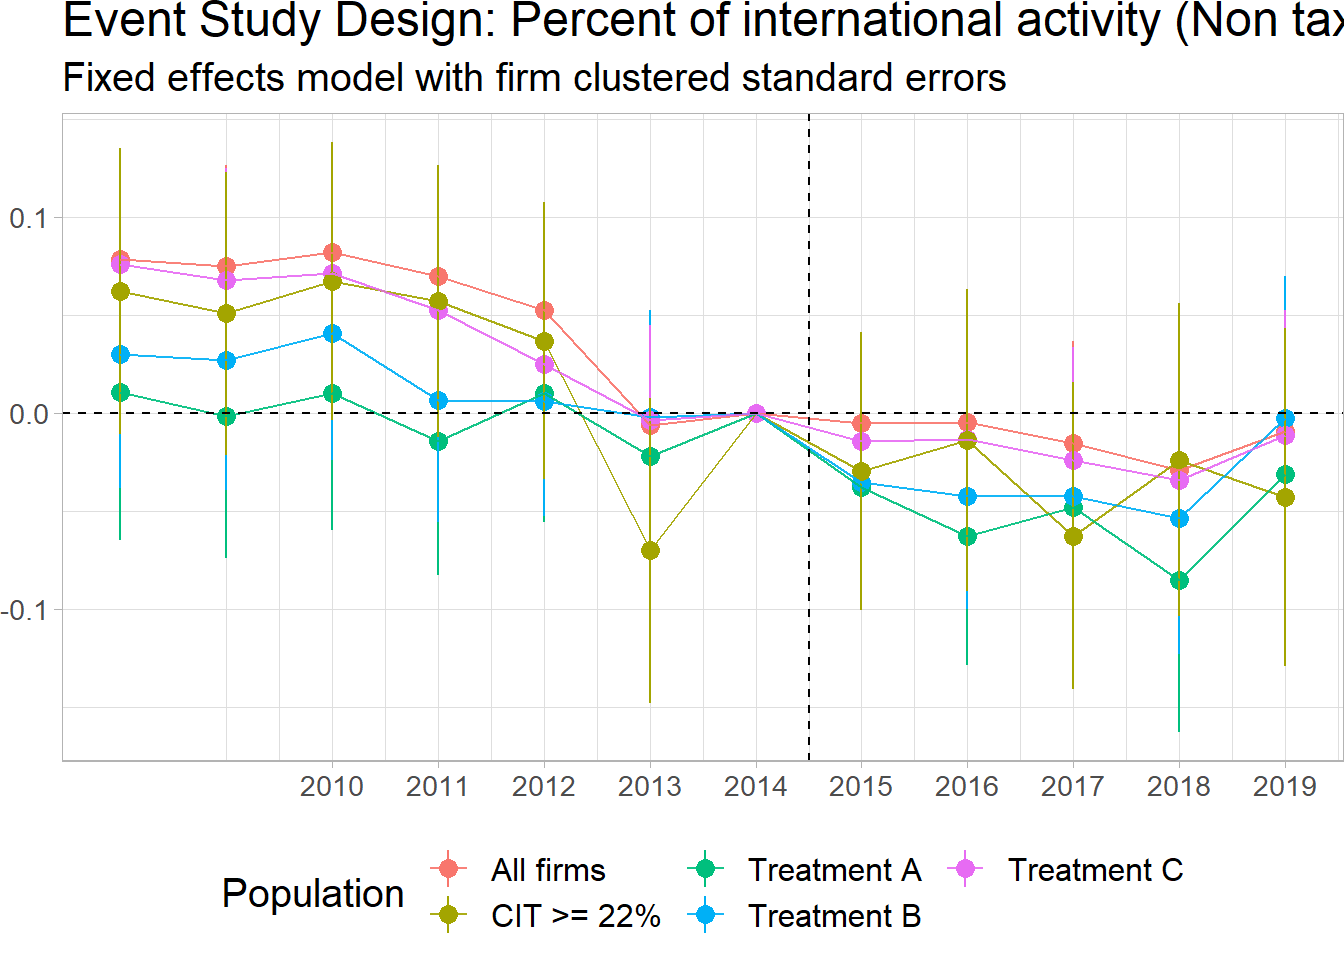 Event Study Design: Percent of international activity (Non tax
Fixed effects model with firm clustered standard errors
0.1
0.0
-0.1
2010 2011 2012 2013 2014 2015 2016 2017 2018 2019
Population
All firms
Treatment A
Treatment C
CIT >= 22%
Treatment B